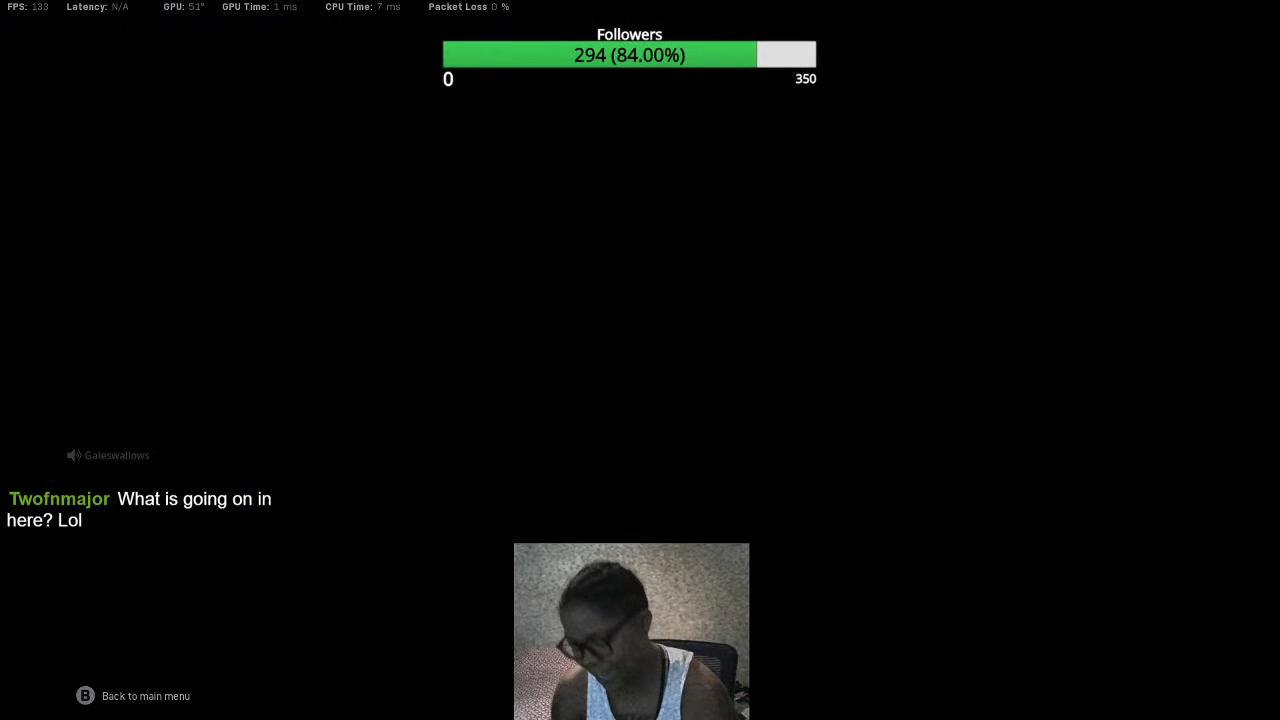 FPS: 133 Latency: N/A GPU: 51° GPU Time: 1 ms CPU Time: 7 ms Packet Loss 0 %
Followers
294 (84.00%)
0 350
Galeswallows
Twofnmajor What is going on in
here? Lol
B Back to main menu